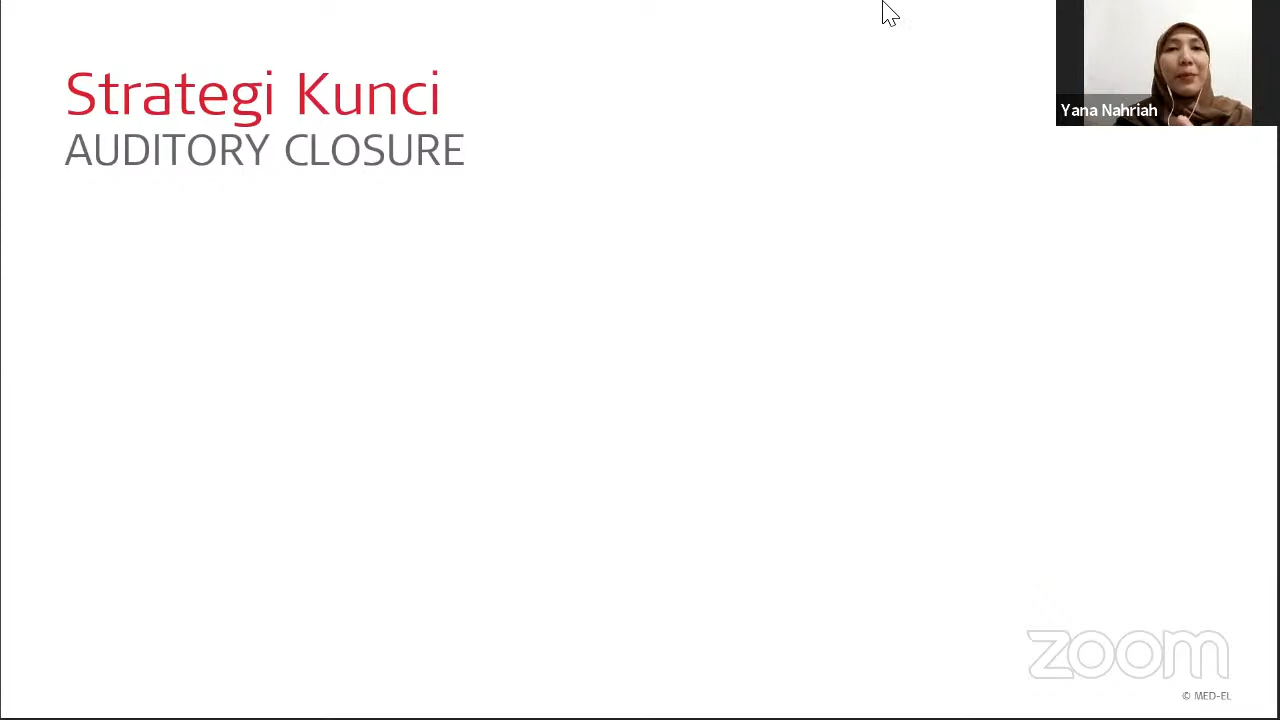 Strategi Kunci
AUDITORY CLOSURE
Yana Nahriah
zoom
© MED-EL